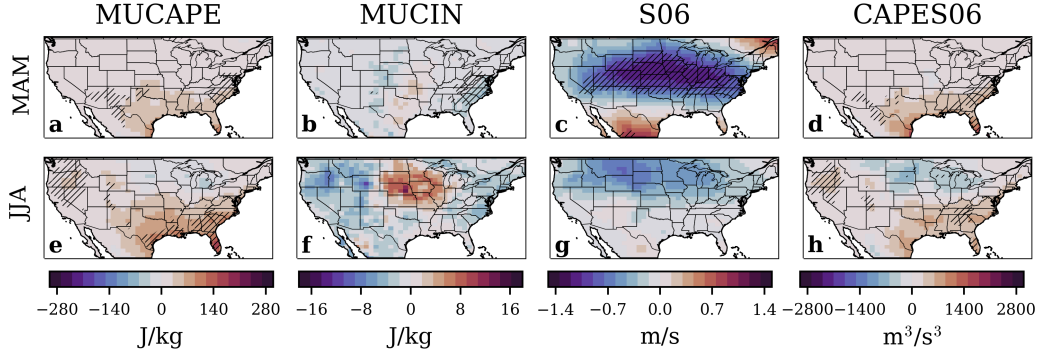 MUCAPE MUCIN S06 CAPES06
MAM
a b c d
JJA
e f g h
−280 −140 0 140 280 −16 −8 0 8 16 −1.4 −0.7 0.0 0.7 1.4 −2800 −1400 0 1400 2800
J/kg J/kg m/s m³/s³